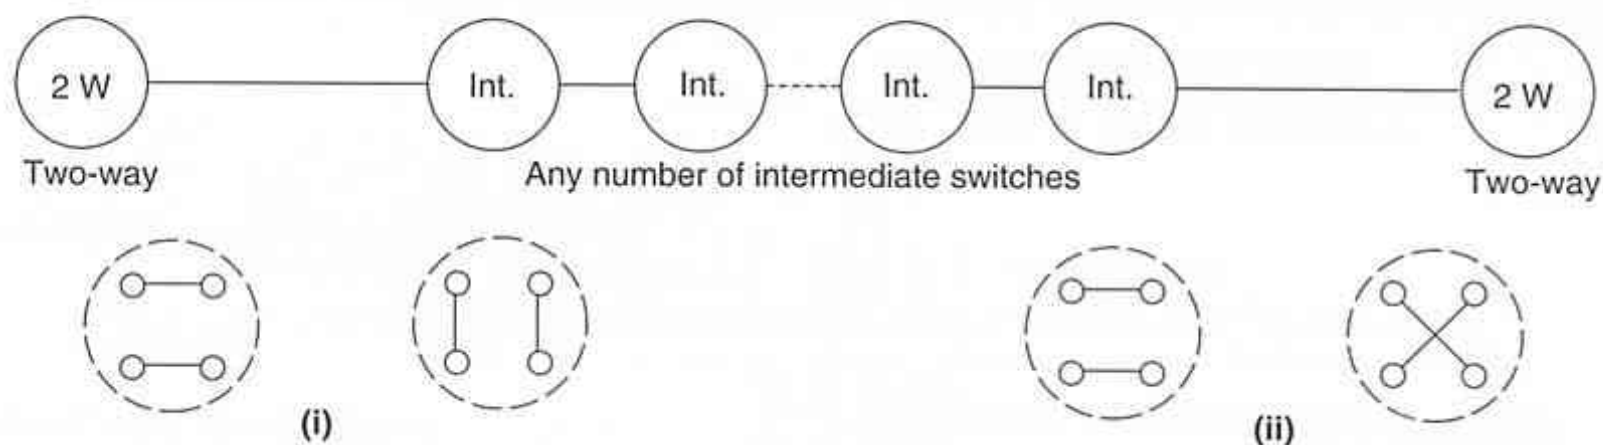 2 W Int. Int. Int. Int. 2 W
Two-way Any number of intermediate switches Two-way
(i) (ii)